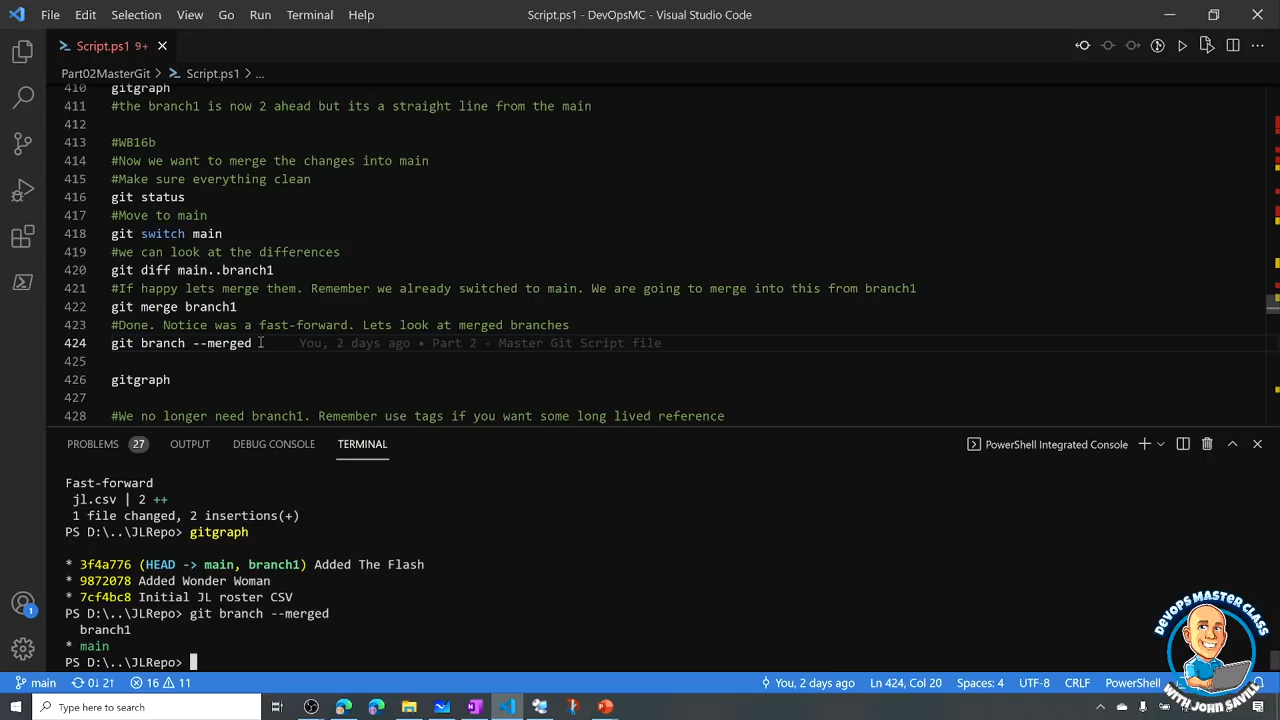 File Edit Selection View Go Run Terminal Help Script.ps1 - DevOpsMC - Visual Studio Code
Script.ps1 9+
Part02MasterGit > Script.ps1 > ...
410 gitgraph
411 #the branch1 is now 2 ahead but its a straight line from the main
412
413 #WB16b
414 #Now we want to merge the changes into main
415 #Make sure everything clean
416 git status
417 #Move to main
418 git switch main
419 #we can look at the differences
420 git diff main..branch1
421 #If happy lets merge them. Remember we already switched to main. We are going to merge into this from branch1
422 git merge branch1
423 #Done. Notice was a fast-forward. Lets look at merged branches
424 git branch --merged You, 2 days ago • Part 2 - Master Git Script file
425
426 gitgraph
427
428 #We no longer need branch1. Remember use tags if you want some long lived reference
PROBLEMS 27 OUTPUT DEBUG CONSOLE TERMINAL PowerShell Integrated Console
Fast-forward
jl.csv | 2 ++
1 file changed, 2 insertions(+)
PS D:\..\JLRepo> gitgraph
* 3f4a776 (HEAD -> main, branch1) Added The Flash
* 9872078 Added Wonder Woman
* 7cf4bc8 Initial JL roster CSV
PS D:\..\JLRepo> git branch --merged
branch1
* main
PS D:\..\JLRepo>
1
DEVOPS MASTER CLASS
WITH JOHN SAVILL
main 0↓ 2↑ 16 11 You, 2 days ago Ln 424, Col 20 Spaces: 4 UTF-8 CRLF PowerShell
Type here to search